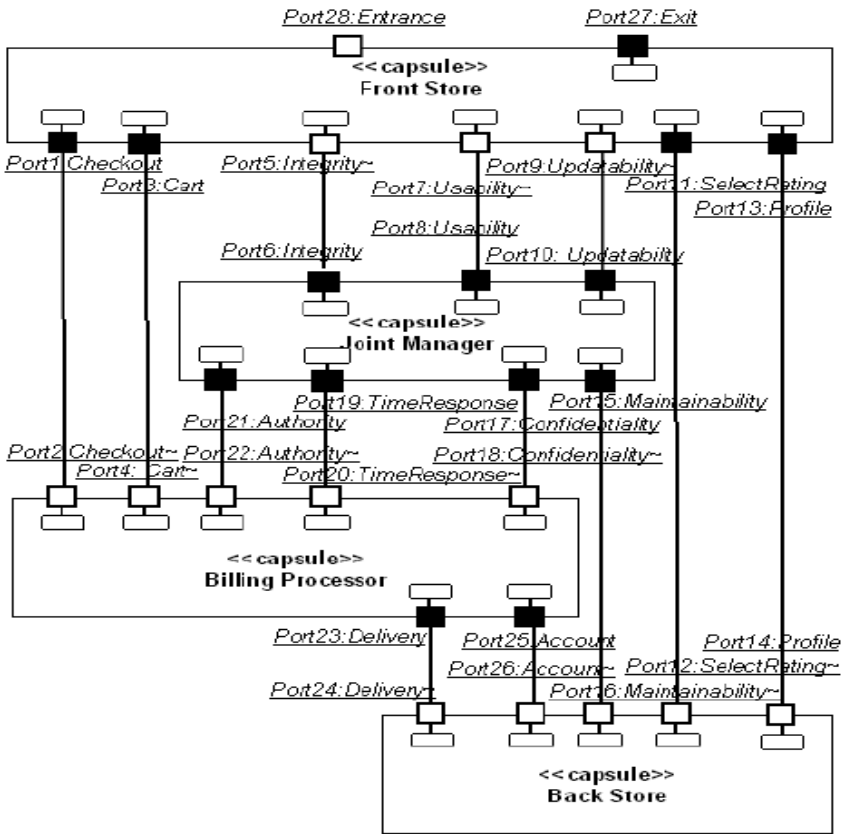 Port28:Entrance
Port27:Exit
<<capsule>>
Front Store
Port1:Checkout
Port3:Cart
Port5:Integrity~
Port7:Usability~
Port9:Updatability~
Port11:SelectRating
Port13:Profile
Port6:Integrity
Port8:Usability
Port10: Updatability
<<capsule>>
Joint Manager
Port21:Authority
Port19:TimeResponse
Port17:Confidentiality
Port15:Maintainability
Port2:Checkout~
Port4: Cart~
Port22:Authority~
Port20:TimeResponse~
Port18:Confidentiality~
<<capsule>>
Billing Processor
Port23:Delivery
Port25:Account
Port24:Delivery~
Port26:Account~
Port16:Maintainability~
Port12:SelectRating~
Port14:Profile
<<capsule>>
Back Store